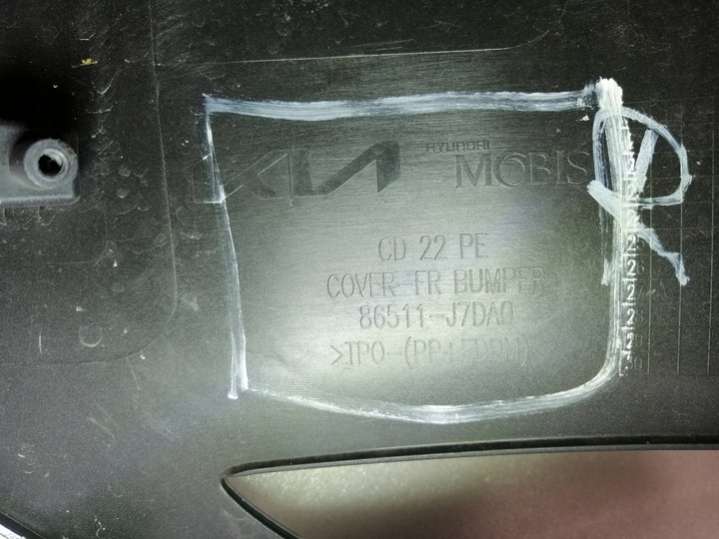 KIA
HYUNDAI
MOBIS
CD 22 PE
COVER-FR BUMPER
86511-J7DA0
>TPO-(PP+EPDM)
R